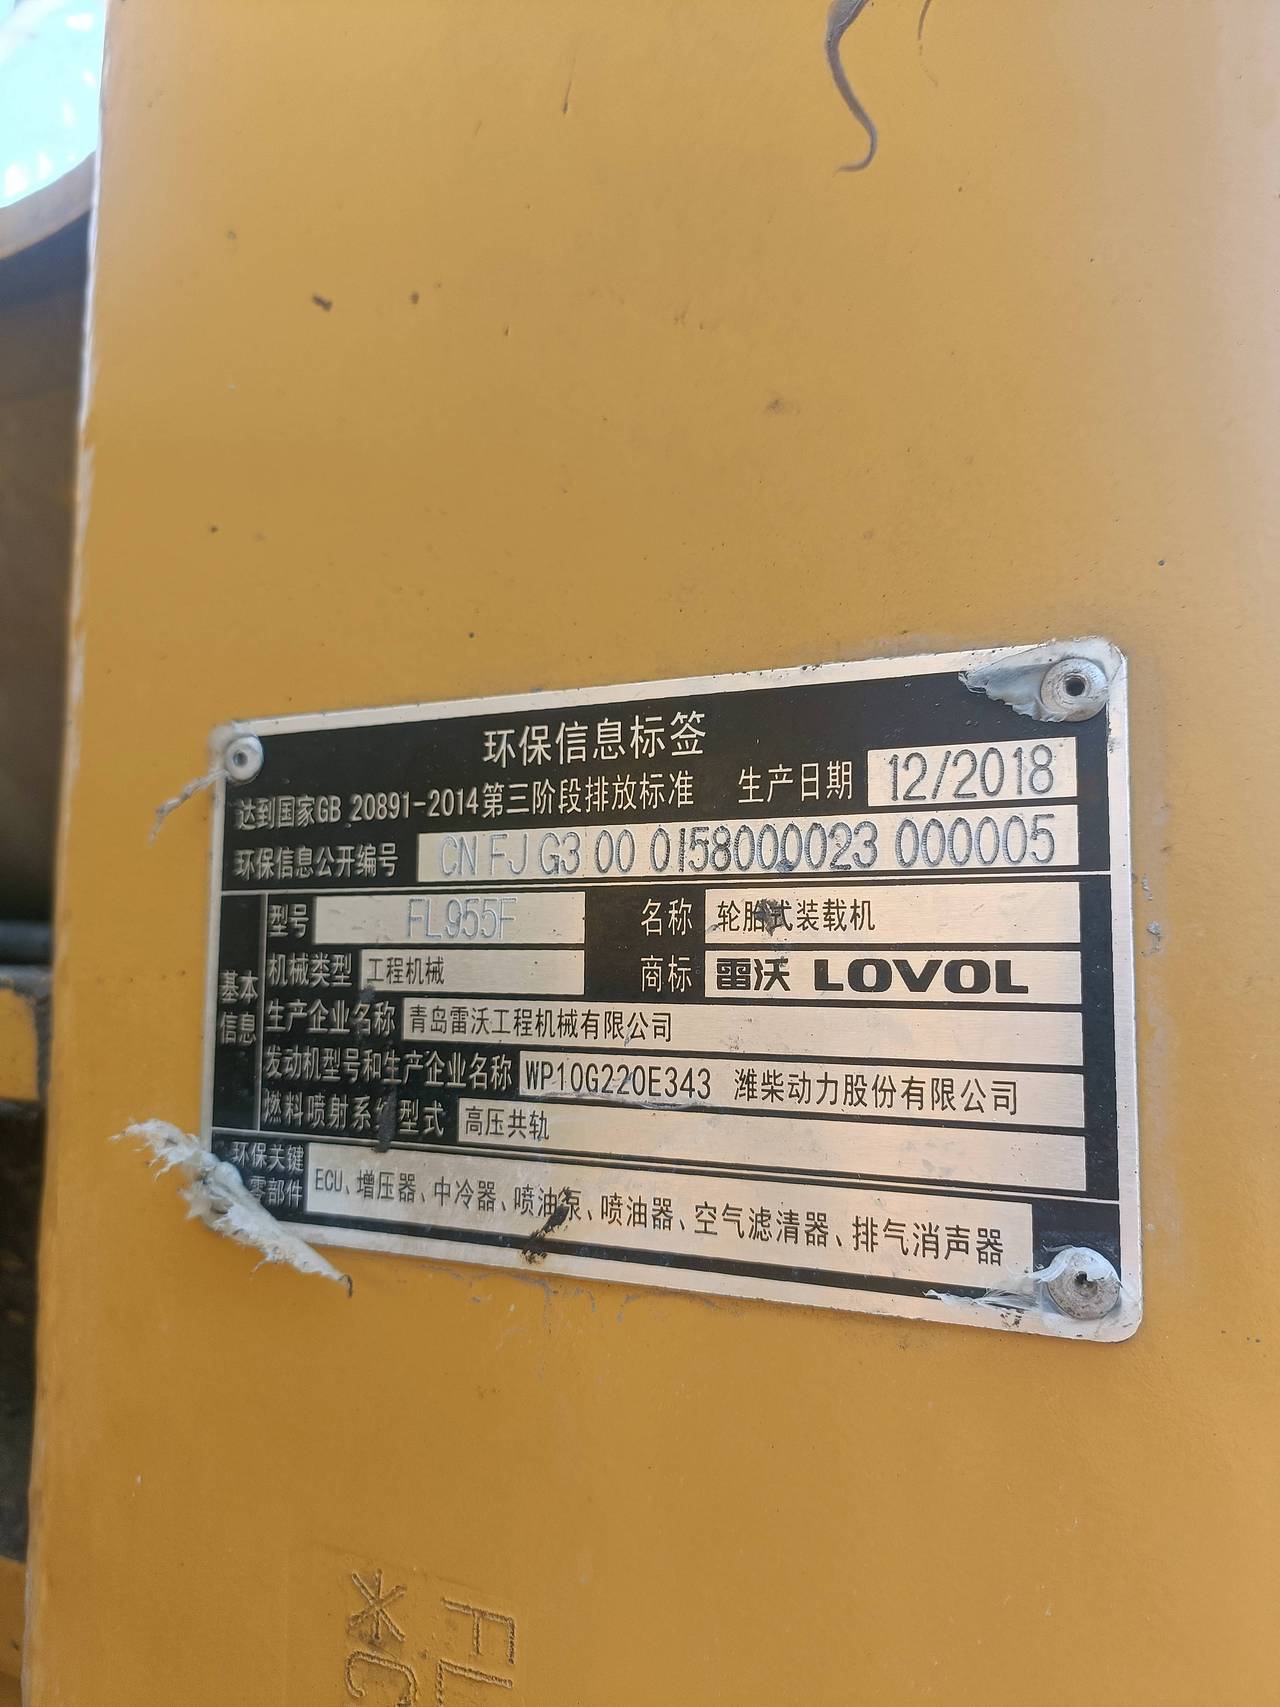 环保信息标签
达到国家GB 20891-2014第三阶段排放标准 生产日期 12/2018
环保信息公开编号 CN FJ G3 00 0158000023 000005
基本信息
型号 FL955F 名称 轮胎式装载机
机械类型 工程机械 商标 雷沃 LOVOL
生产企业名称 青岛雷沃工程机械有限公司
发动机型号和生产企业名称 WP10G220E343 潍柴动力股份有限公司
燃料喷射系统型式 高压共轨
环保关键
零部件 ECU、增压器、中冷器、喷油泵、喷油器、空气滤清器、排气消声器
FL
*C